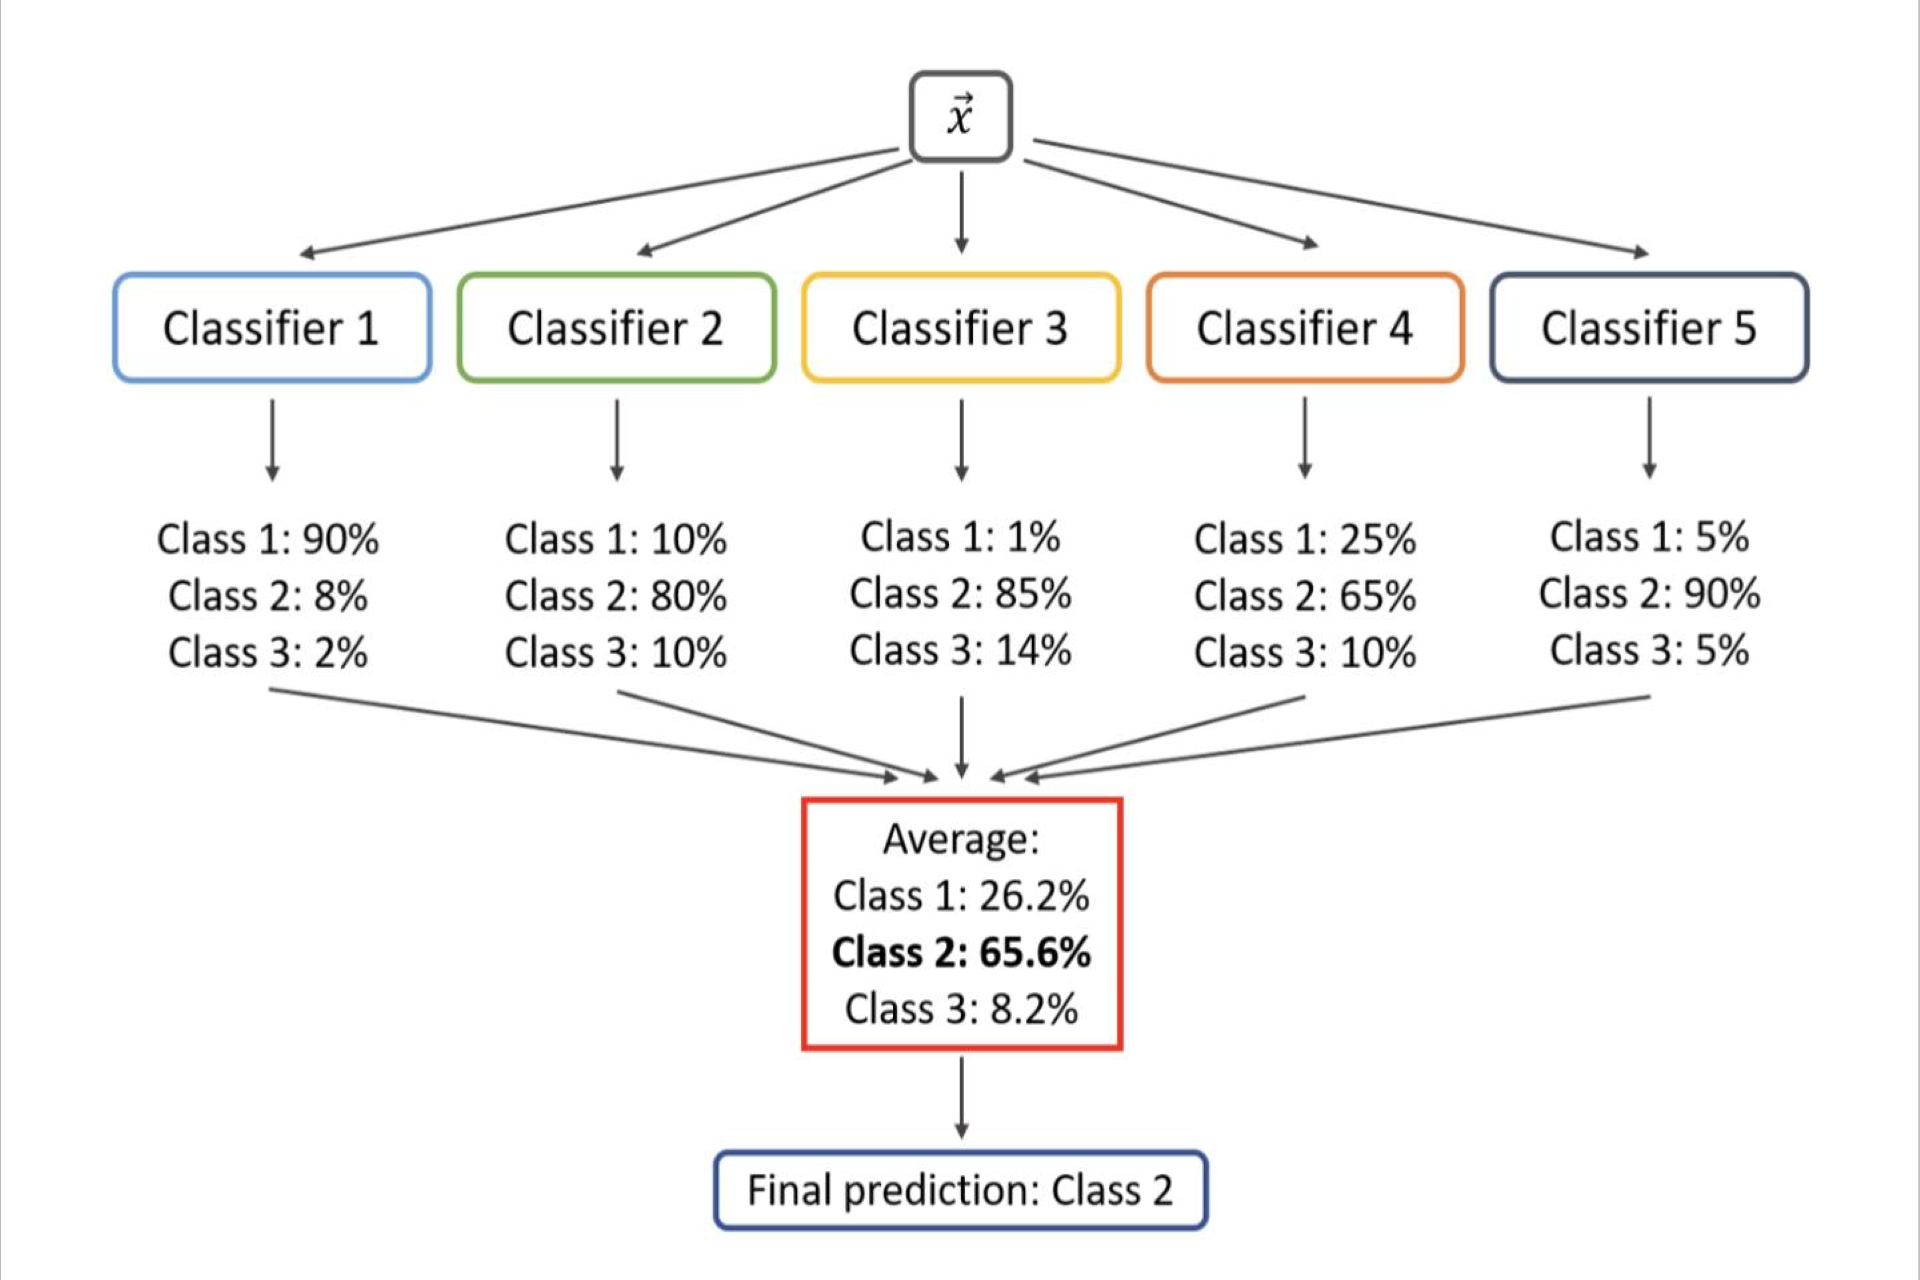 x⃗
Classifier 1
Classifier 2
Classifier 3
Classifier 4
Classifier 5
Class 1: 90%
Class 2: 8%
Class 3: 2%
Class 1: 10%
Class 2: 80%
Class 3: 10%
Class 1: 1%
Class 2: 85%
Class 3: 14%
Class 1: 25%
Class 2: 65%
Class 3: 10%
Class 1: 5%
Class 2: 90%
Class 3: 5%
Average:
Class 1: 26.2%
Class 2: 65.6%
Class 3: 8.2%
Final prediction: Class 2